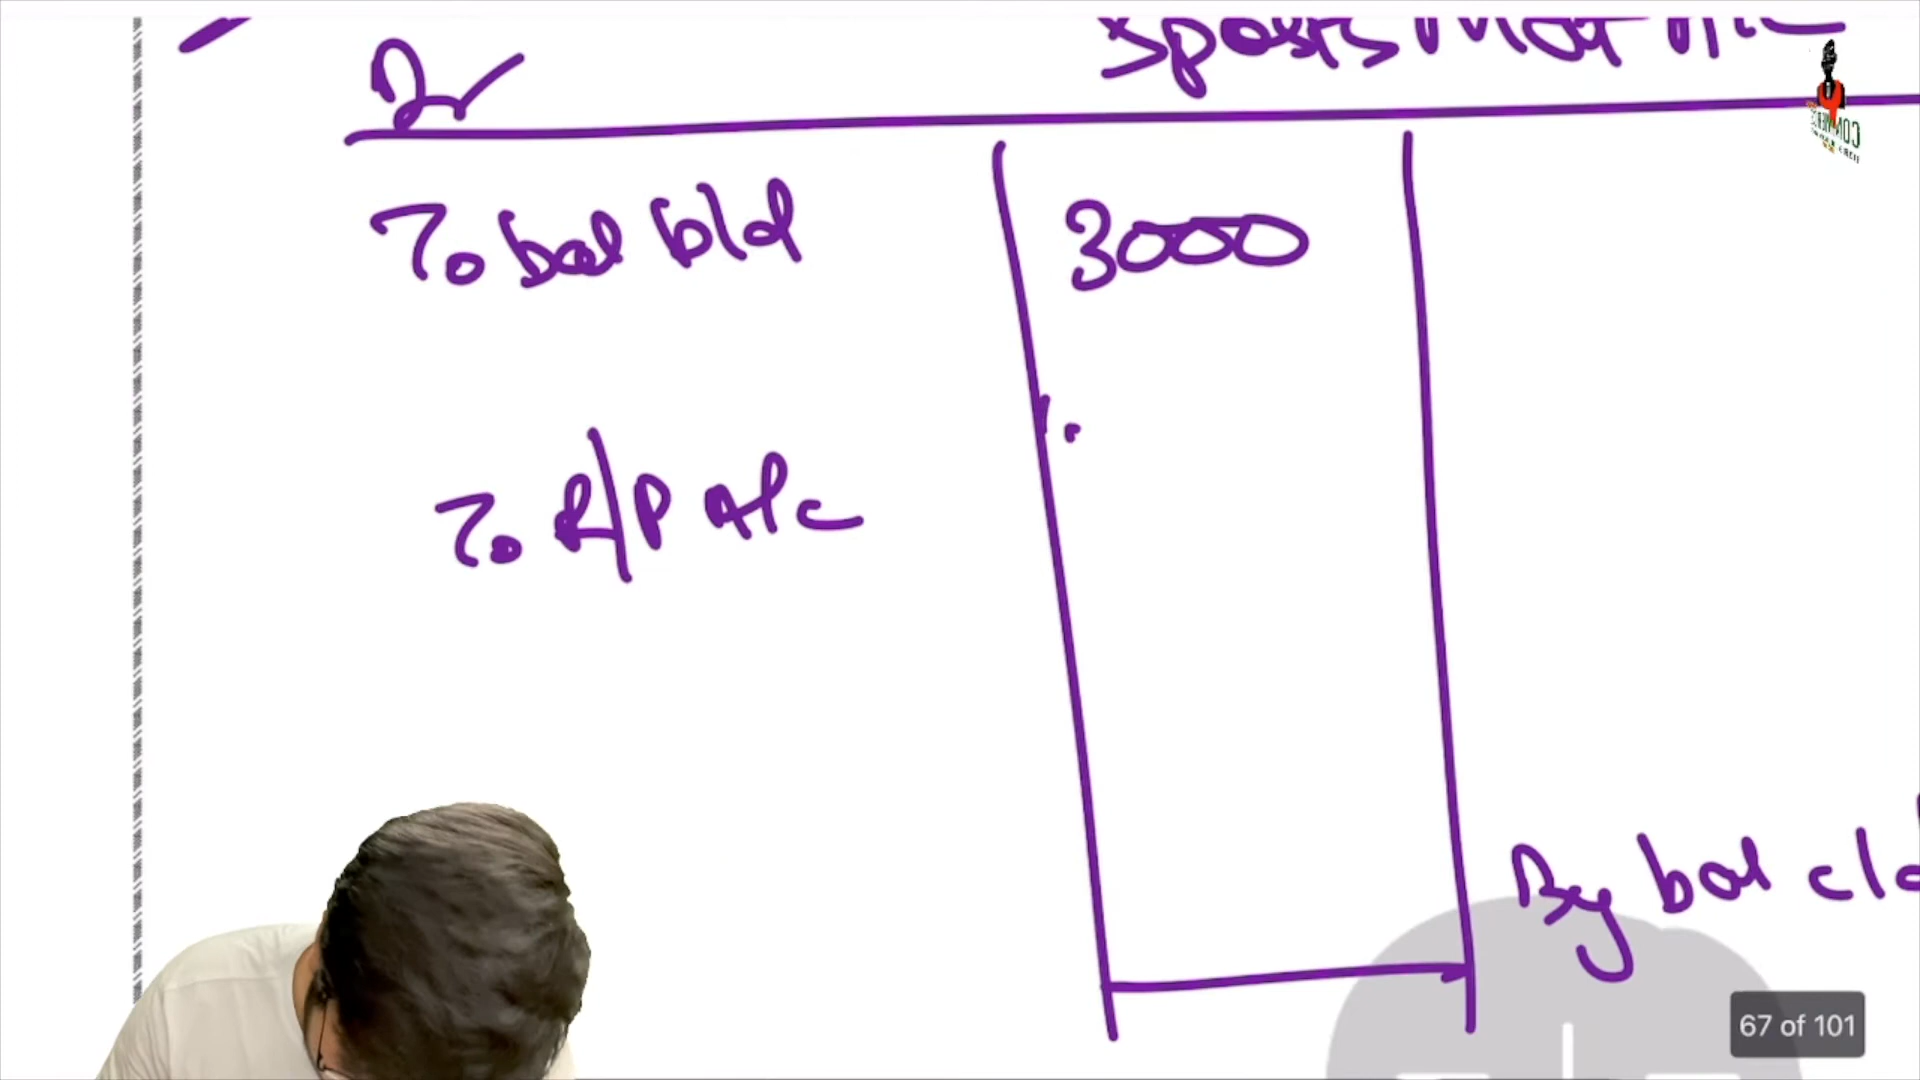 Dr
Sports Mat A/c
To bal b/d 3000
To R/P A/c
By bal c/d
67 of 101